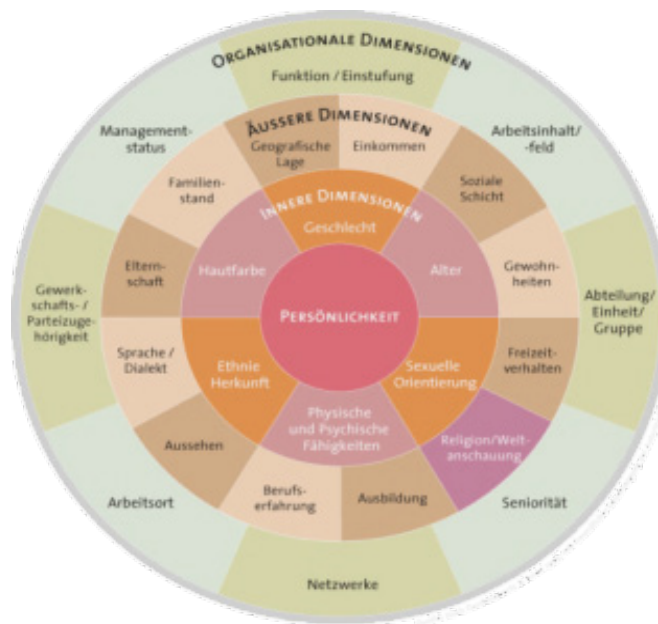 ORGANISATIONALE DIMENSIONEN
Funktion / Einstufung
Arbeitsinhalt/
-feld
Abteilung/
Einheit/
Gruppe
Seniorität
Netzwerke
Arbeitsort
Gewerk-
schafts-/
Parteizuge-
hörigkeit
Management-
status
ÄUSSERE DIMENSIONEN
Geografische
Lage
Einkommen
Soziale
Schicht
Gewohn-
heiten
Freizeit-
verhalten
Religion/Welt-
anschauung
Ausbildung
Berufs-
erfahrung
Aussehen
Sprache /
Dialekt
Eltern-
schaft
Familien-
stand
INNERE DIMENSIONEN
Geschlecht
Alter
Sexuelle
Orientierung
Physische
und Psychische
Fähigkeiten
Ethnie
Herkunft
Hautfarbe
PERSÖNLICHKEIT